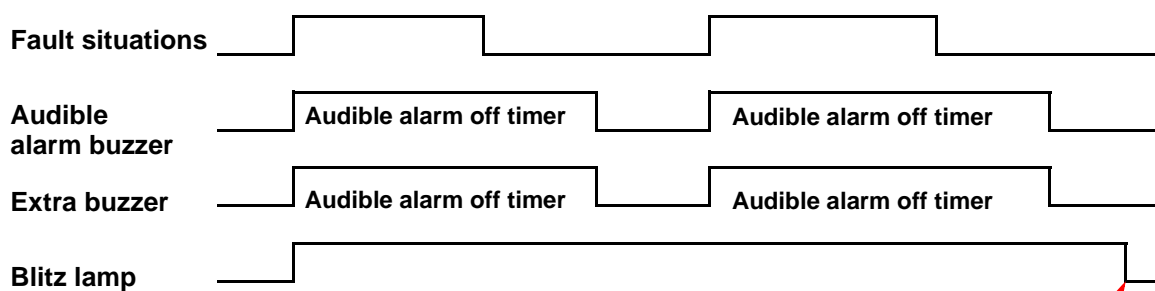 Fault situations
Audible
alarm buzzer
Audible alarm off timer
Audible alarm off timer
Extra buzzer
Audible alarm off timer
Audible alarm off timer
Blitz lamp